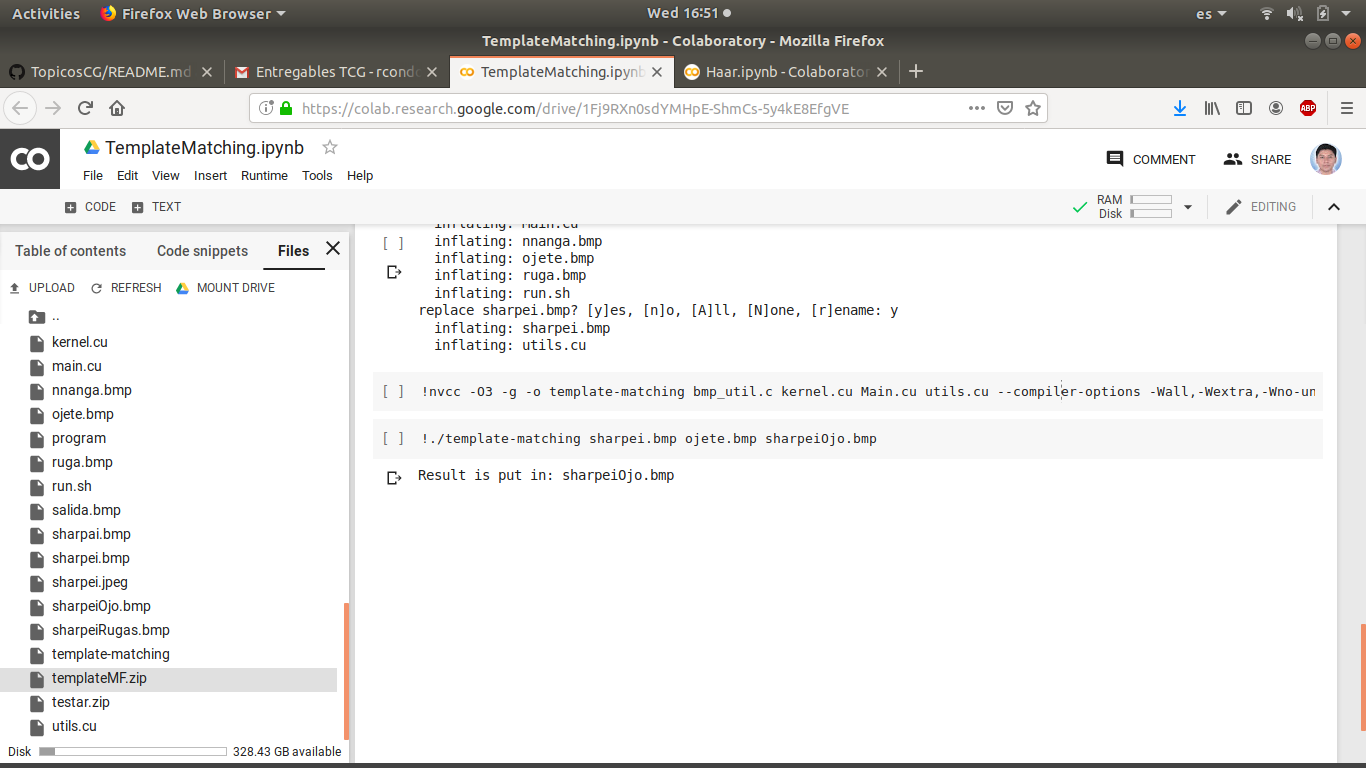 Activities Firefox Web Browser Wed 16:51 es
TemplateMatching.ipynb - Colaboratory - Mozilla Firefox
TopicosCG/README.md Entregables TCG - rcond TemplateMatching.ipynb Haar.ipynb - Colaborator
https://colab.research.google.com/drive/1Fj9RXn0sdYMHpE-ShmCs-5y4kE8EfgVE ABP
CO TemplateMatching.ipynb COMMENT SHARE
File Edit View Insert Runtime Tools Help
CODE TEXT RAM Disk EDITING
Table of contents Code snippets Files
UPLOAD REFRESH MOUNT DRIVE
..
kernel.cu
main.cu
nnanga.bmp
ojete.bmp
program
ruga.bmp
run.sh
salida.bmp
sharpai.bmp
sharpei.bmp
sharpei.jpeg
sharpeiOjo.bmp
sharpeiRugas.bmp
template-matching
templateMF.zip
testar.zip
utils.cu
Disk 328.43 GB available
inflating: Main.cu
[ ] inflating: nnanga.bmp
inflating: ojete.bmp
inflating: ruga.bmp
inflating: run.sh
replace sharpei.bmp? [y]es, [n]o, [A]ll, [N]one, [r]ename: y
inflating: sharpei.bmp
inflating: utils.cu
[ ] !nvcc -O3 -g -o template-matching bmp_util.c kernel.cu Main.cu utils.cu --compiler-options -Wall,-Wextra,-Wno-un
[ ] !./template-matching sharpei.bmp ojete.bmp sharpeiOjo.bmp
Result is put in: sharpeiOjo.bmp